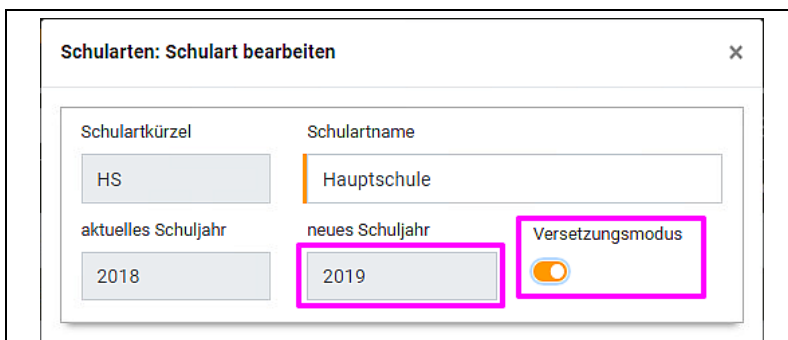 Schularten: Schulart bearbeiten ×
Schulartkürzel Schulartname
HS Hauptschule
aktuelles Schuljahr neues Schuljahr Versetzungsmodus
2018 2019